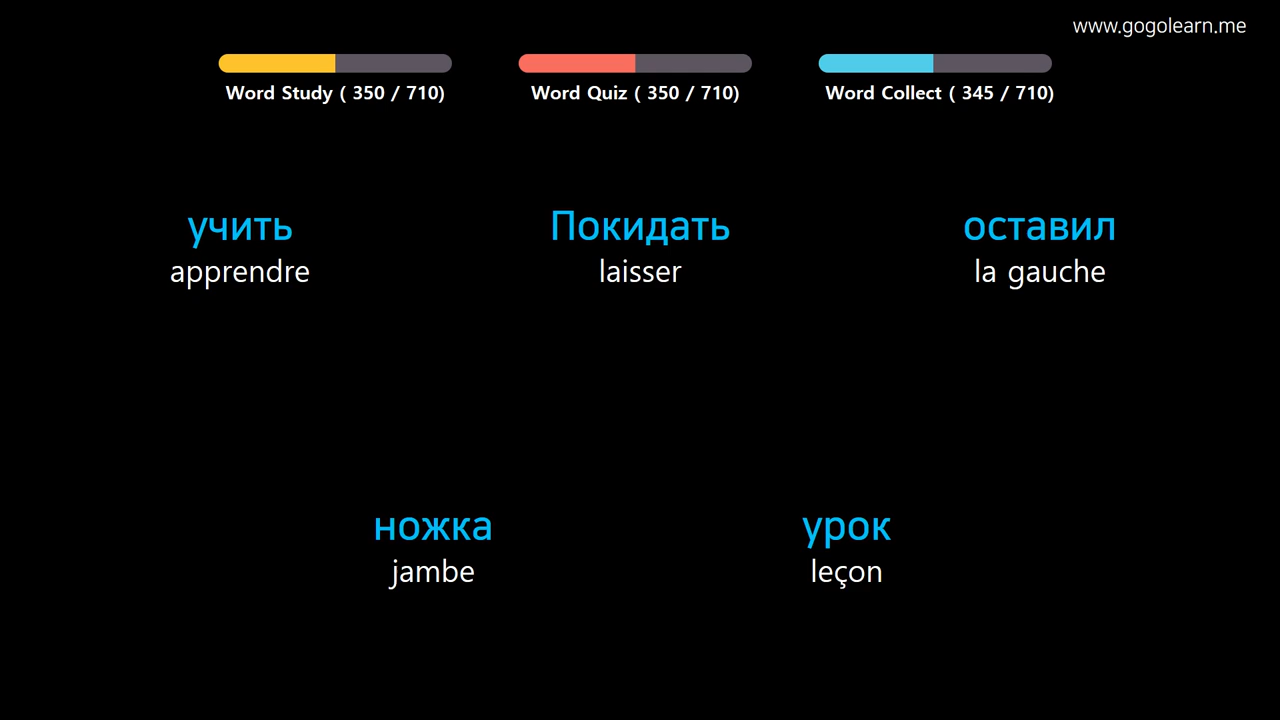 www.gogolearn.me
Word Study ( 350 / 710)
Word Quiz ( 350 / 710)
Word Collect ( 345 / 710)
учить
apprendre
Покидать
laisser
оставил
la gauche
ножка
jambe
урок
leçon